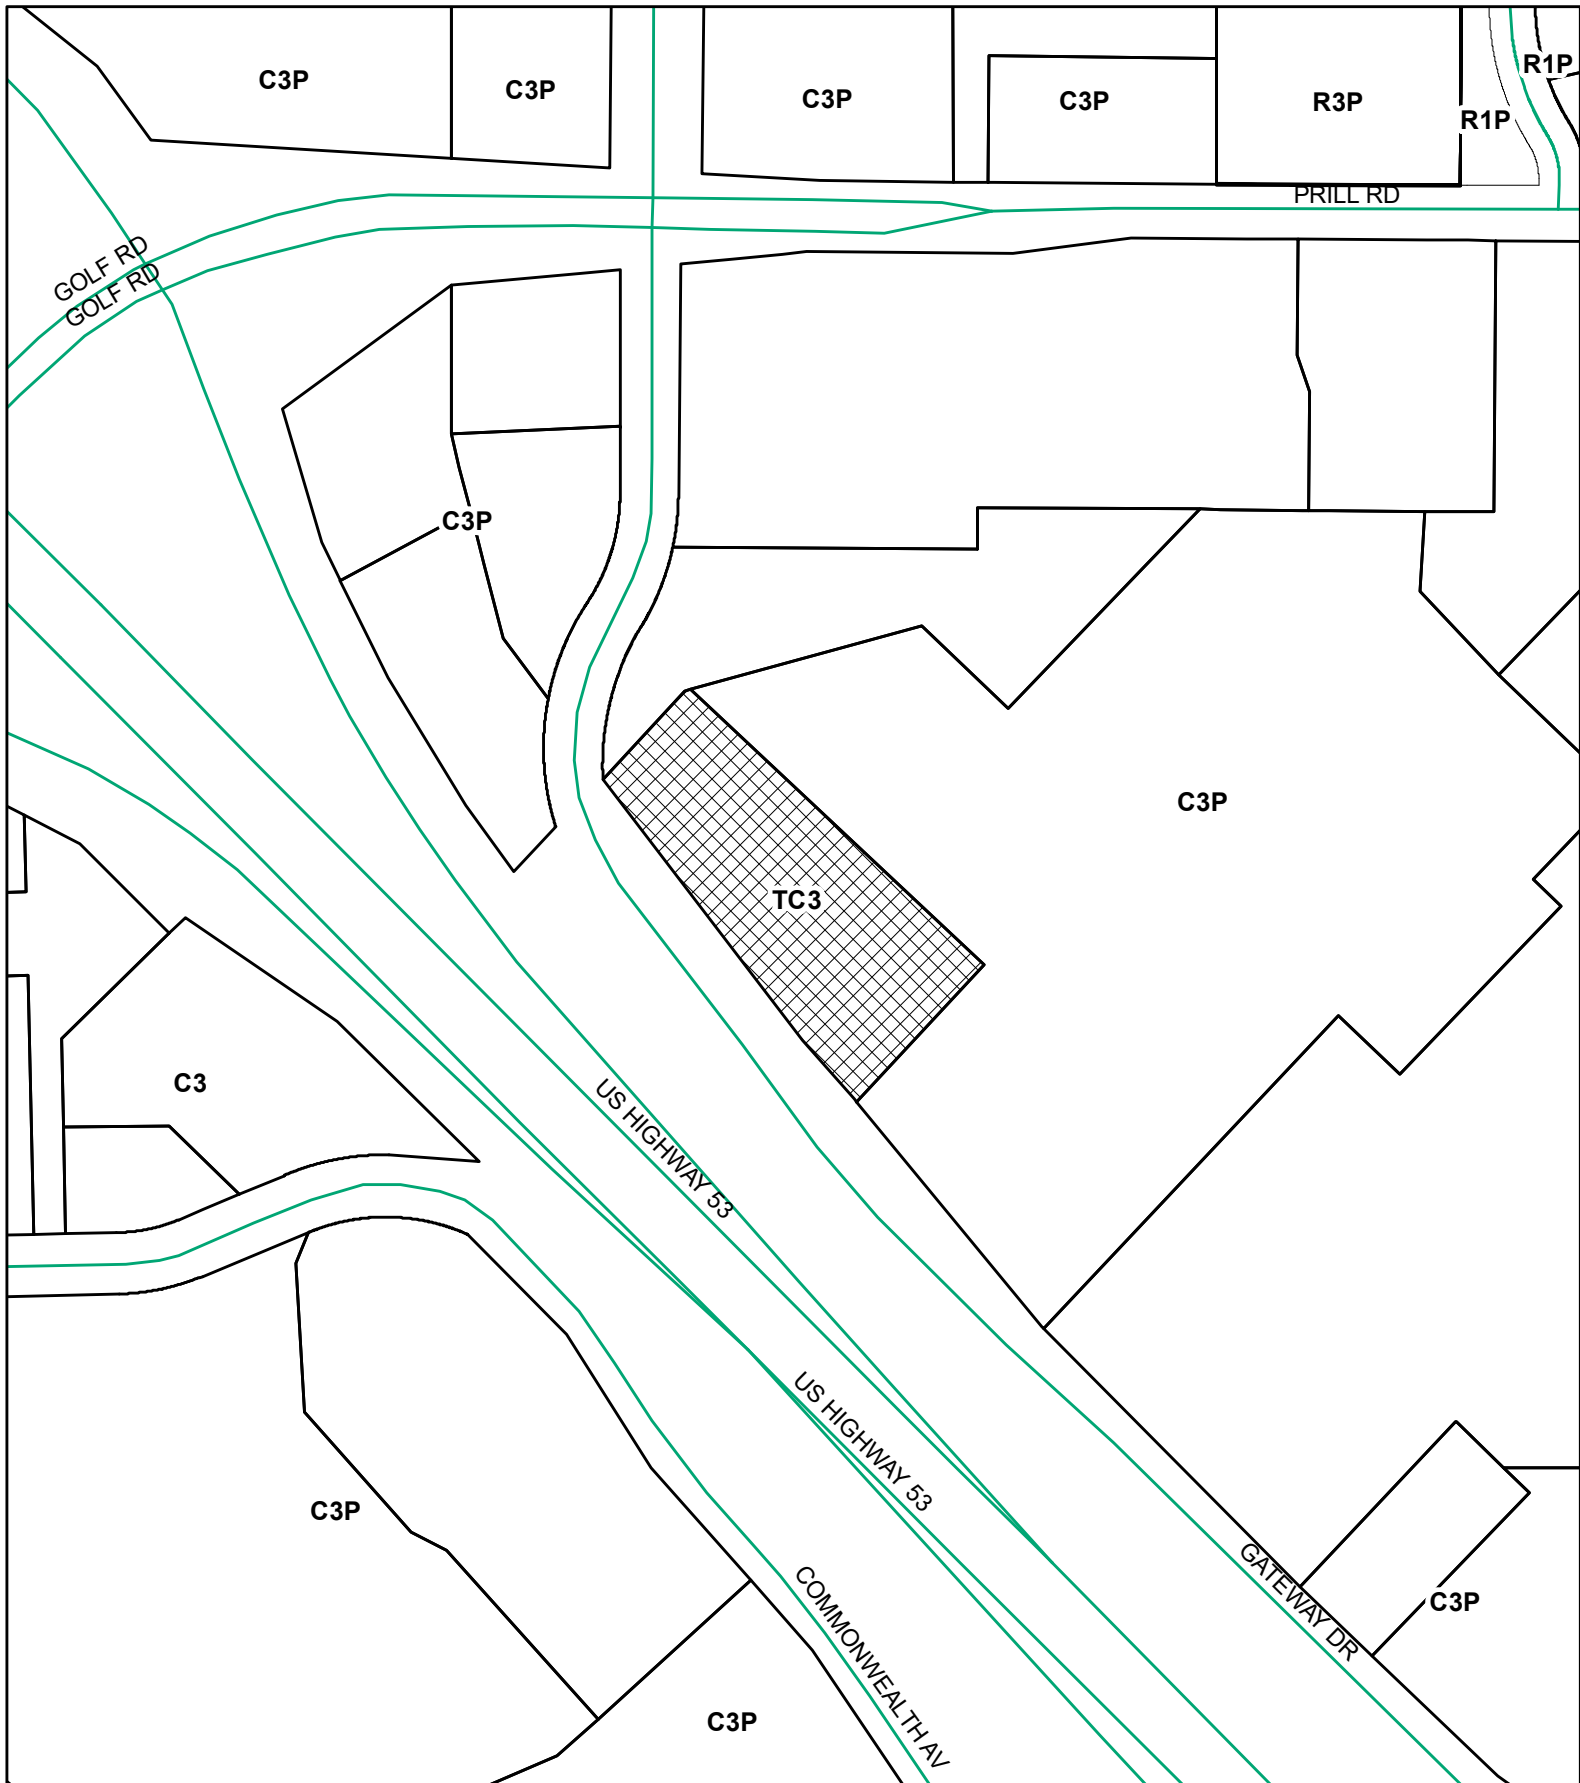 R1P
C3P
C3P
C3P
C3P
R3P
R1P
PRILL RD
GOLF RD
GOLF RD
C3P
C3P
TC3
C3
US HIGHWAY 53
US HIGHWAY 53
C3P
GATEWAY DR
C3P
COMMONWEALTH AV
C3P